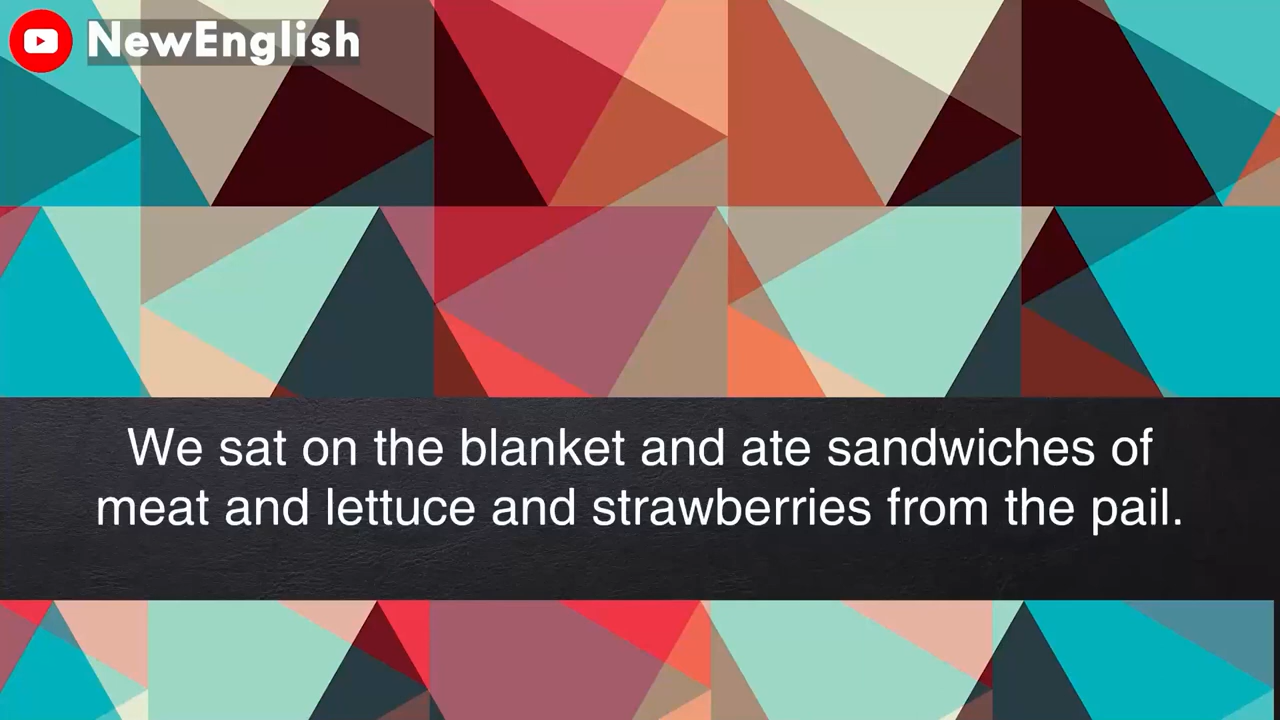 NewEnglish
We sat on the blanket and ate sandwiches of
meat and lettuce and strawberries from the pail.